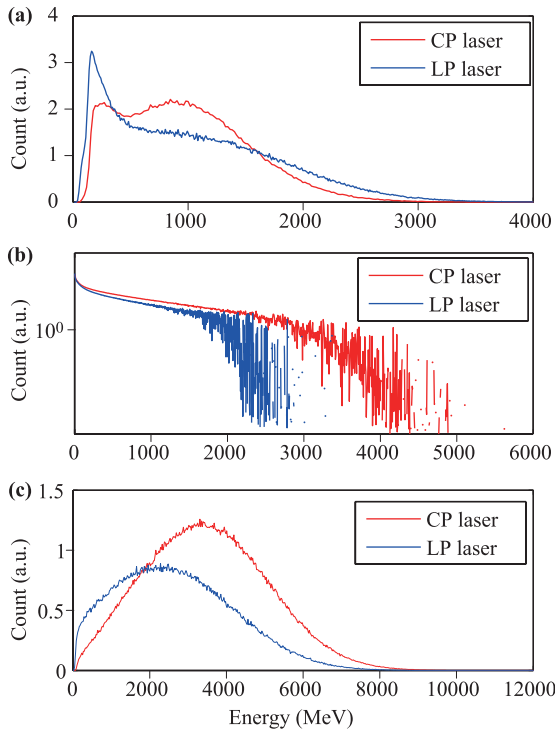 (a)
4
3
2
1
0
Count (a.u.)
CP laser
LP laser
0 1000 2000 3000 4000
(b)
10⁰
Count (a.u.)
CP laser
LP laser
0 1000 2000 3000 4000 5000 6000
(c)
1.5
1
0.5
0
Count (a.u.)
CP laser
LP laser
0 2000 4000 6000 8000 10000 12000
Energy (MeV)